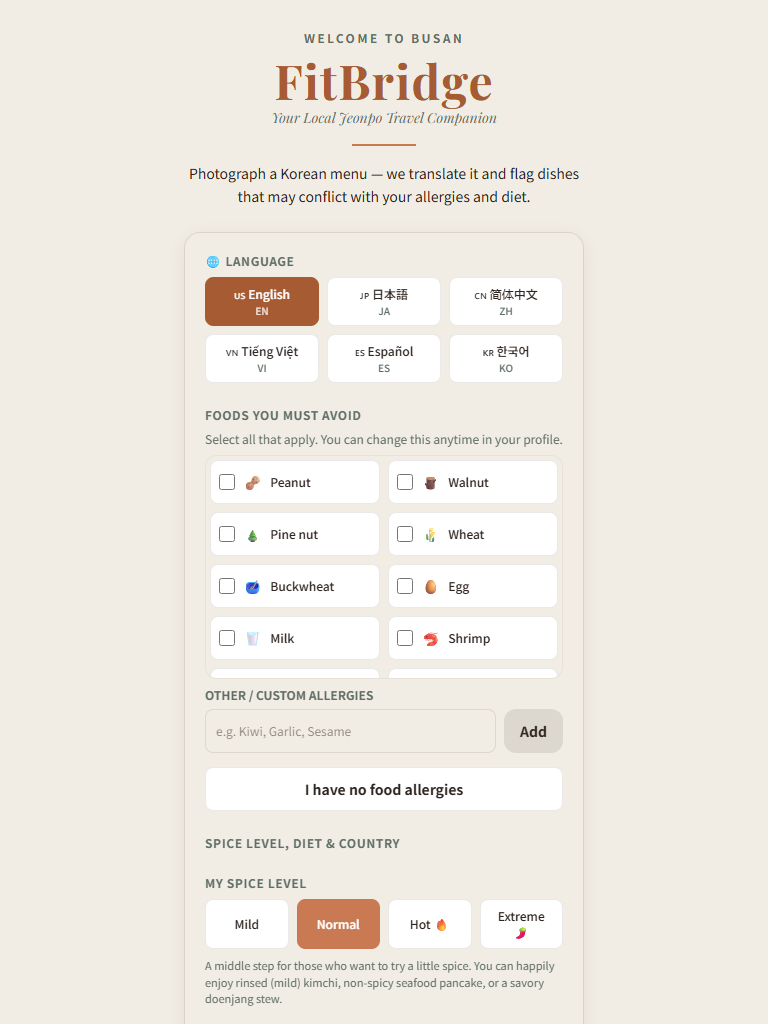 WELCOME TO BUSAN
FitBridge
Your Local Jeonpo Travel Companion
Photograph a Korean menu — we translate it and flag dishes
that may conflict with your allergies and diet.
LANGUAGE
US English
EN
JP 日本語
JA
CN 简体中文
ZH
VN Tiếng Việt
VI
ES Español
ES
KR 한국어
KO
FOODS YOU MUST AVOID
Select all that apply. You can change this anytime in your profile.
Peanut
Walnut
Pine nut
Wheat
Buckwheat
Egg
Milk
Shrimp
OTHER / CUSTOM ALLERGIES
e.g. Kiwi, Garlic, Sesame
Add
I have no food allergies
SPICE LEVEL, DIET & COUNTRY
MY SPICE LEVEL
Mild
Normal
Hot
Extreme
A middle step for those who want to try a little spice. You can happily
enjoy rinsed (mild) kimchi, non-spicy seafood pancake, or a savory
doenjang stew.